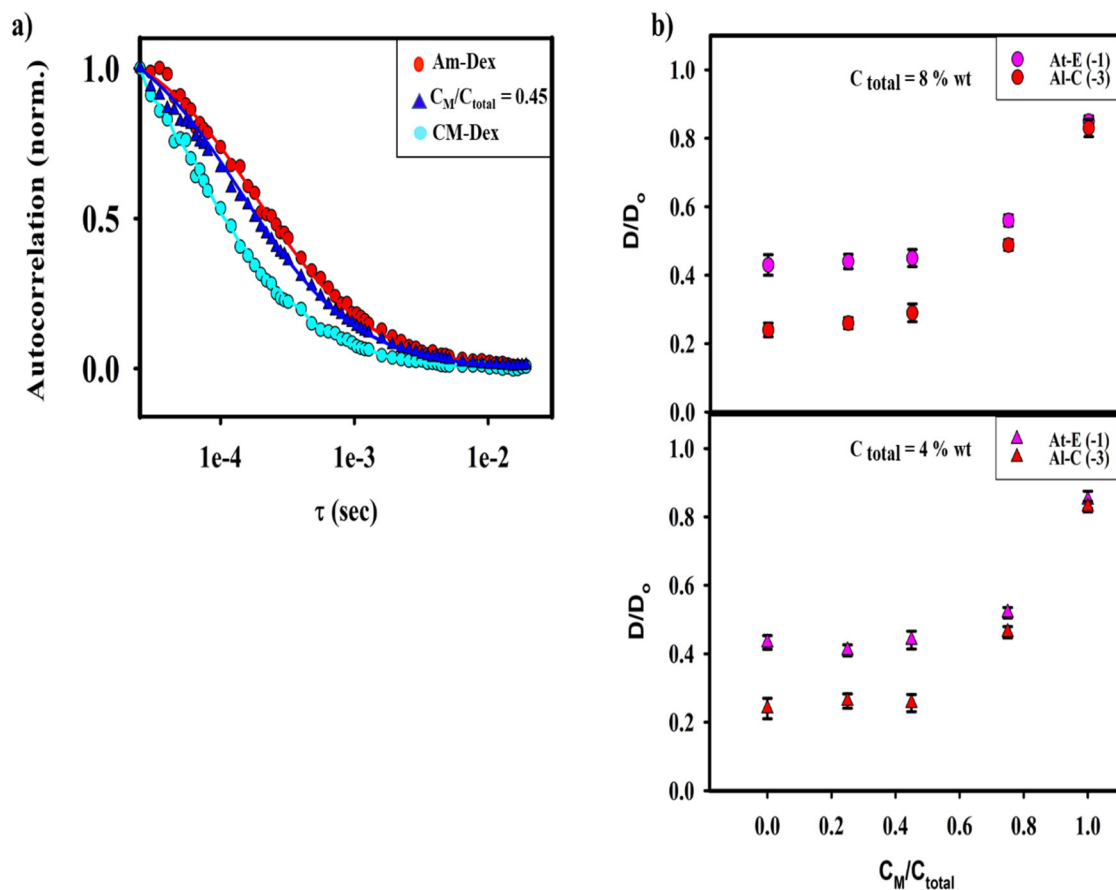 a)
Autocorrelation (norm.)
1.0
0.5
0.0
1e-4 1e-3 1e-2
τ (sec)
Am-Dex
C_M/C_total = 0.45
CM-Dex
b)
D/D_o
1.0
0.8
0.6
0.4
0.2
0.0
C total = 8 % wt
At-E (-1)
Al-C (-3)
D/D_o
1.0
0.8
0.6
0.4
0.2
0.0
C total = 4 % wt
At-E (-1)
Al-C (-3)
0.0 0.2 0.4 0.6 0.8 1.0
C_M/C_total